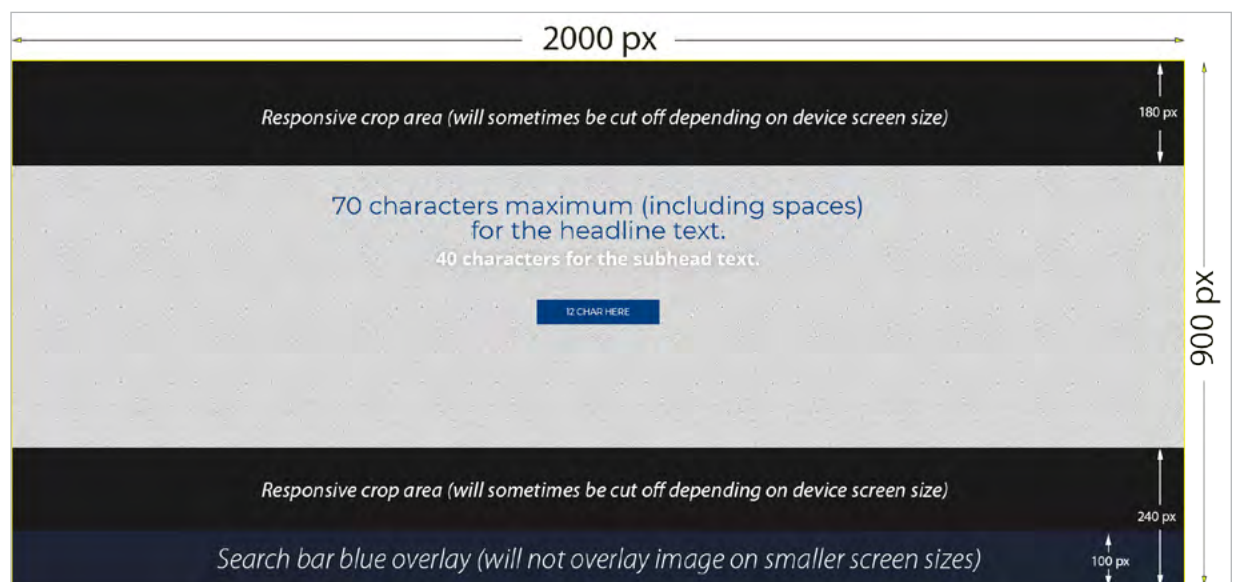 2000 px
Responsive crop area (will sometimes be cut off depending on device screen size)
180 px
70 characters maximum (including spaces)
for the headline text.
40 characters for the subhead text.
12 CHAR HERE
900 px
Responsive crop area (will sometimes be cut off depending on device screen size)
240 px
Search bar blue overlay (will not overlay image on smaller screen sizes)
100 px